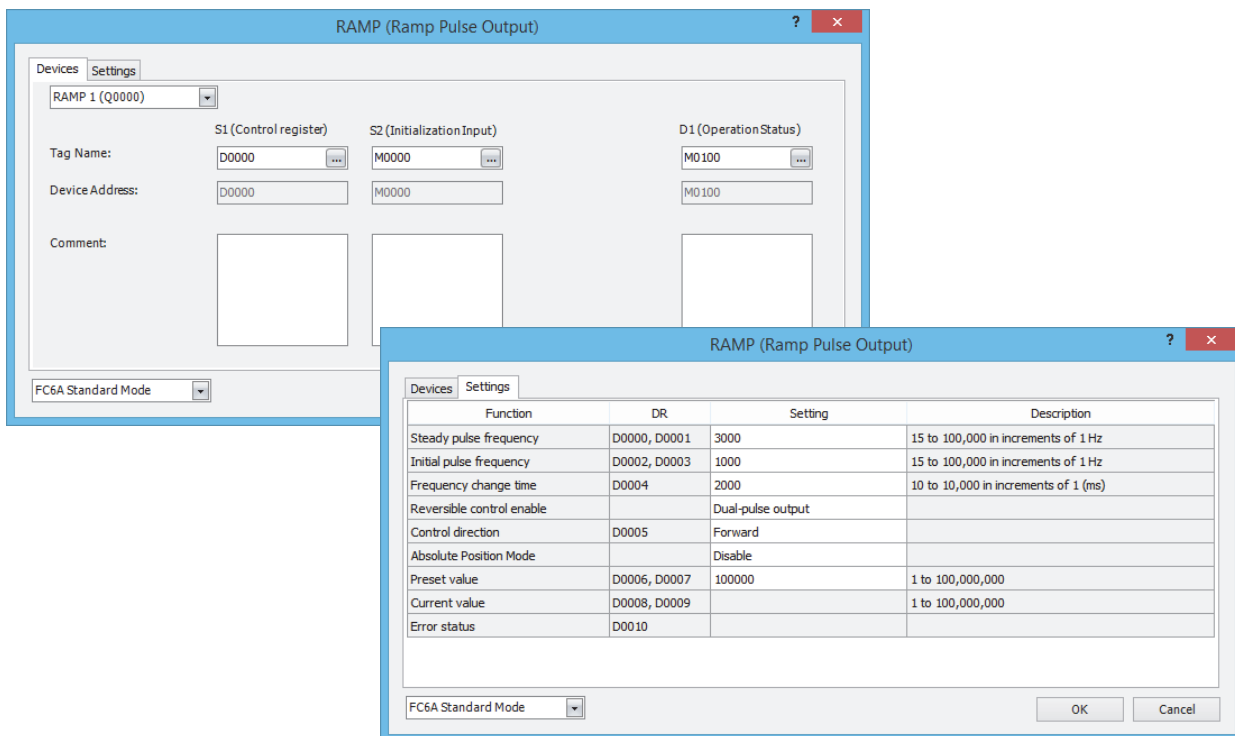 RAMP (Ramp Pulse Output)
?
×
Devices Settings
RAMP 1 (Q0000)
S1 (Control register) S2 (Initialization Input) D1 (Operation Status)
Tag Name: D0000 ... M0000 ... M0100 ...
Device Address: D0000 M0000 M0100
Comment:
FC6A Standard Mode
RAMP (Ramp Pulse Output)
?
×
Devices Settings
Function DR Setting Description
Steady pulse frequency D0000, D0001 3000 15 to 100,000 in increments of 1 Hz
Initial pulse frequency D0002, D0003 1000 15 to 100,000 in increments of 1 Hz
Frequency change time D0004 2000 10 to 10,000 in increments of 1 (ms)
Reversible control enable Dual-pulse output
Control direction D0005 Forward
Absolute Position Mode Disable
Preset value D0006, D0007 100000 1 to 100,000,000
Current value D0008, D0009 1 to 100,000,000
Error status D0010
FC6A Standard Mode OK Cancel